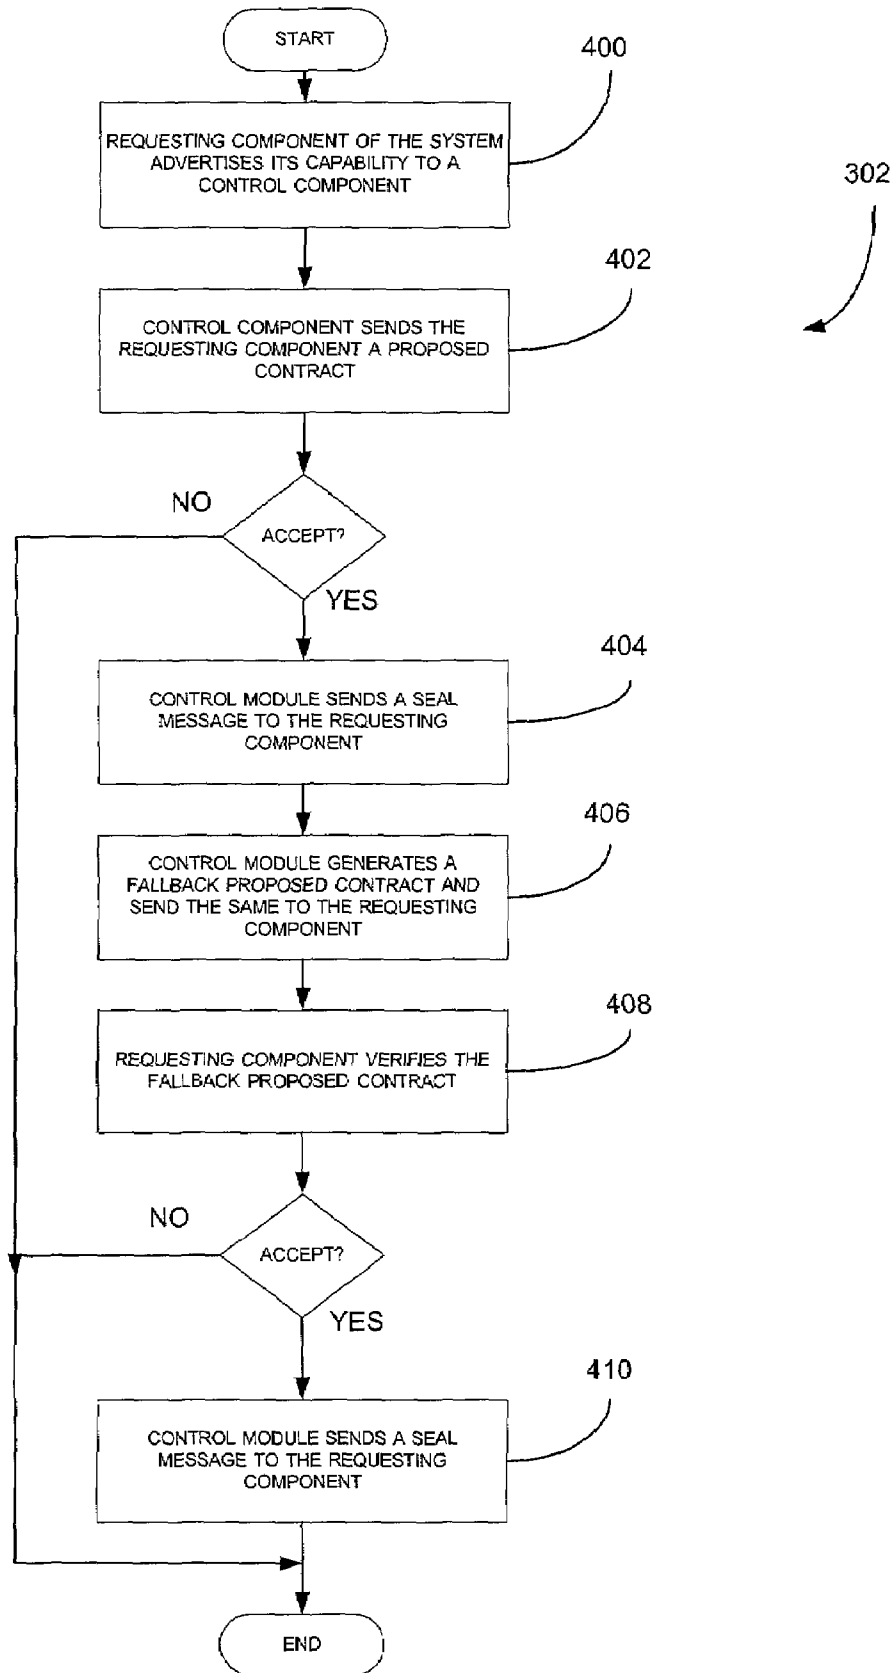 START
400
REQUESTING COMPONENT OF THE SYSTEM
ADVERTISES ITS CAPABILITY TO A
CONTROL COMPONENT
302
402
CONTROL COMPONENT SENDS THE
REQUESTING COMPONENT A PROPOSED
CONTRACT
NO
ACCEPT?
YES
404
CONTROL MODULE SENDS A SEAL
MESSAGE TO THE REQUESTING
COMPONENT
406
CONTROL MODULE GENERATES A
FALLBACK PROPOSED CONTRACT AND
SEND THE SAME TO THE REQUESTING
COMPONENT
408
REQUESTING COMPONENT VERIFIES THE
FALLBACK PROPOSED CONTRACT
NO
ACCEPT?
YES
410
CONTROL MODULE SENDS A SEAL
MESSAGE TO THE REQUESTING
COMPONENT
END